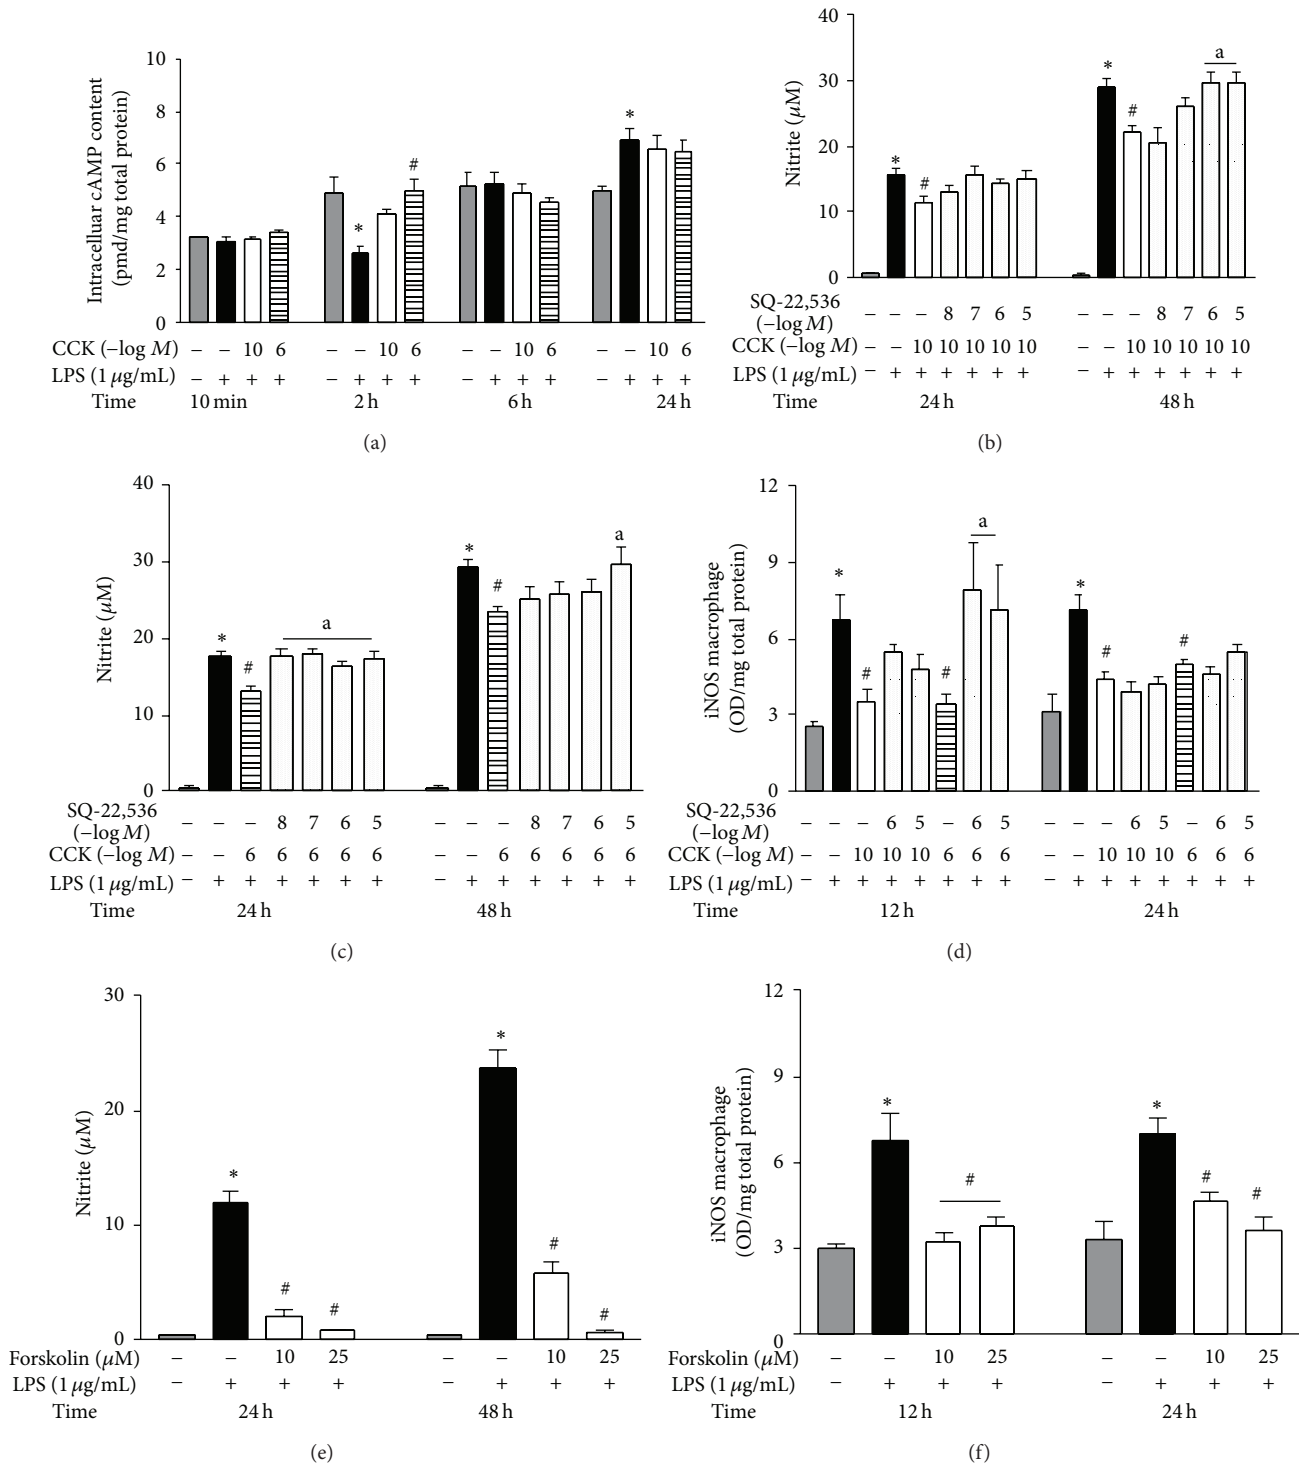 10
8
6
4
2
0
Intracelluar cAMP content
(pmd/mg total protein)
* # *
CCK (−log M) − − 10 6 − − 10 6 − − 10 6 − − 10 6
LPS (1 μg/mL) − + + + − + + + − + + + − + + +
Time 10 min 2 h 6 h 24 h
(a)
40
30
20
10
0
Nitrite (μM)
* # * # a
SQ-22,536
(−log M) − − − 8 7 6 5 − − − 8 7 6 5
CCK (−log M) − − 10 10 10 10 10 − − 10 10 10 10 10
LPS (1 μg/mL) − + + + + + + − + + + + + +
Time 24 h 48 h
(b)
40
30
20
10
0
Nitrite (μM)
* # a * # a
SQ-22,536
(−log M) − − − 8 7 6 5 − − − 8 7 6 5
CCK (−log M) − − 6 6 6 6 6 − − 6 6 6 6 6
LPS (1 μg/mL) − + + + + + + − + + + + + +
Time 24 h 48 h
(c)
12
9
6
3
0
iNOS macrophage
(OD/mg total protein)
* # # a * # #
SQ-22,536
(−log M) − − − 6 5 − 6 5 − − − 6 5 − 6 5
CCK (−log M) − − 10 10 10 6 6 6 − − 10 10 10 6 6 6
LPS (1 μg/mL) − + + + + + + + − + + + + + + +
Time 12 h 24 h
(d)
30
20
10
0
Nitrite (μM)
* # # * # #
Forskolin (μM) − − 10 25 − − 10 25
LPS (1 μg/mL) − + + + − + + +
Time 24 h 48 h
(e)
12
9
6
3
0
iNOS macrophage
(OD/mg total protein)
* # * # #
Forskolin (μM) − − 10 25 − − 10 25
LPS (1 μg/mL) − + + + − + + +
Time 12 h 24 h
(f)